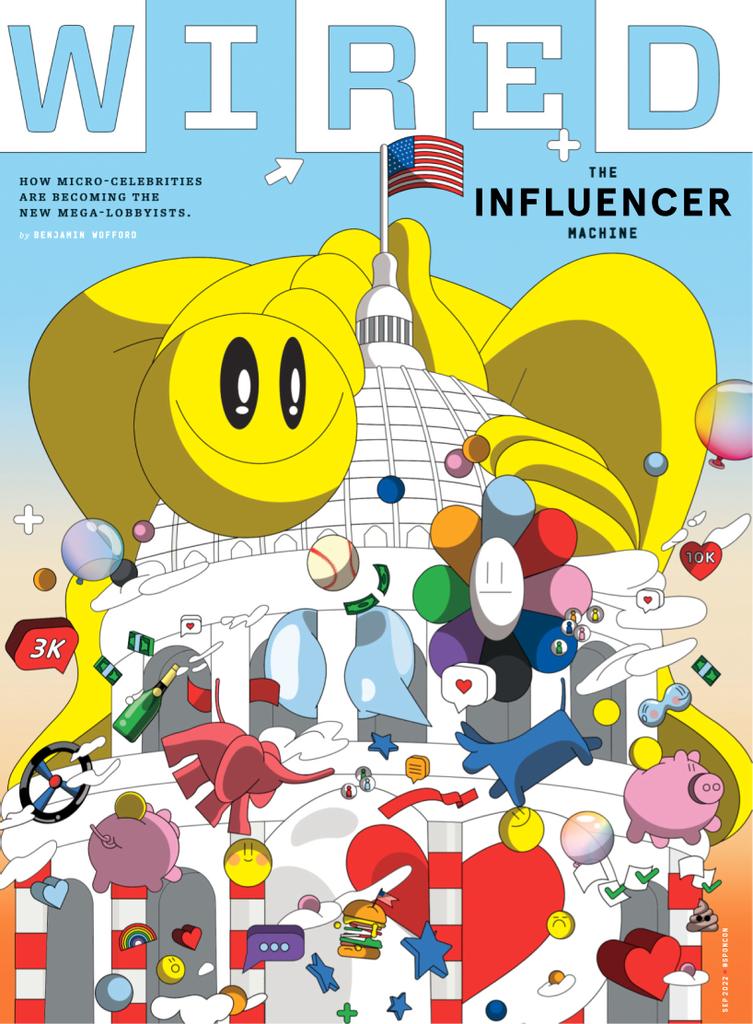 WIRED
HOW MICRO-CELEBRITIES
ARE BECOMING THE
NEW MEGA-LOBBYISTS.
by BENJAMIN WOFFORD
THE
INFLUENCER
MACHINE
10K
3K
SEP 2022 • #SPONCON